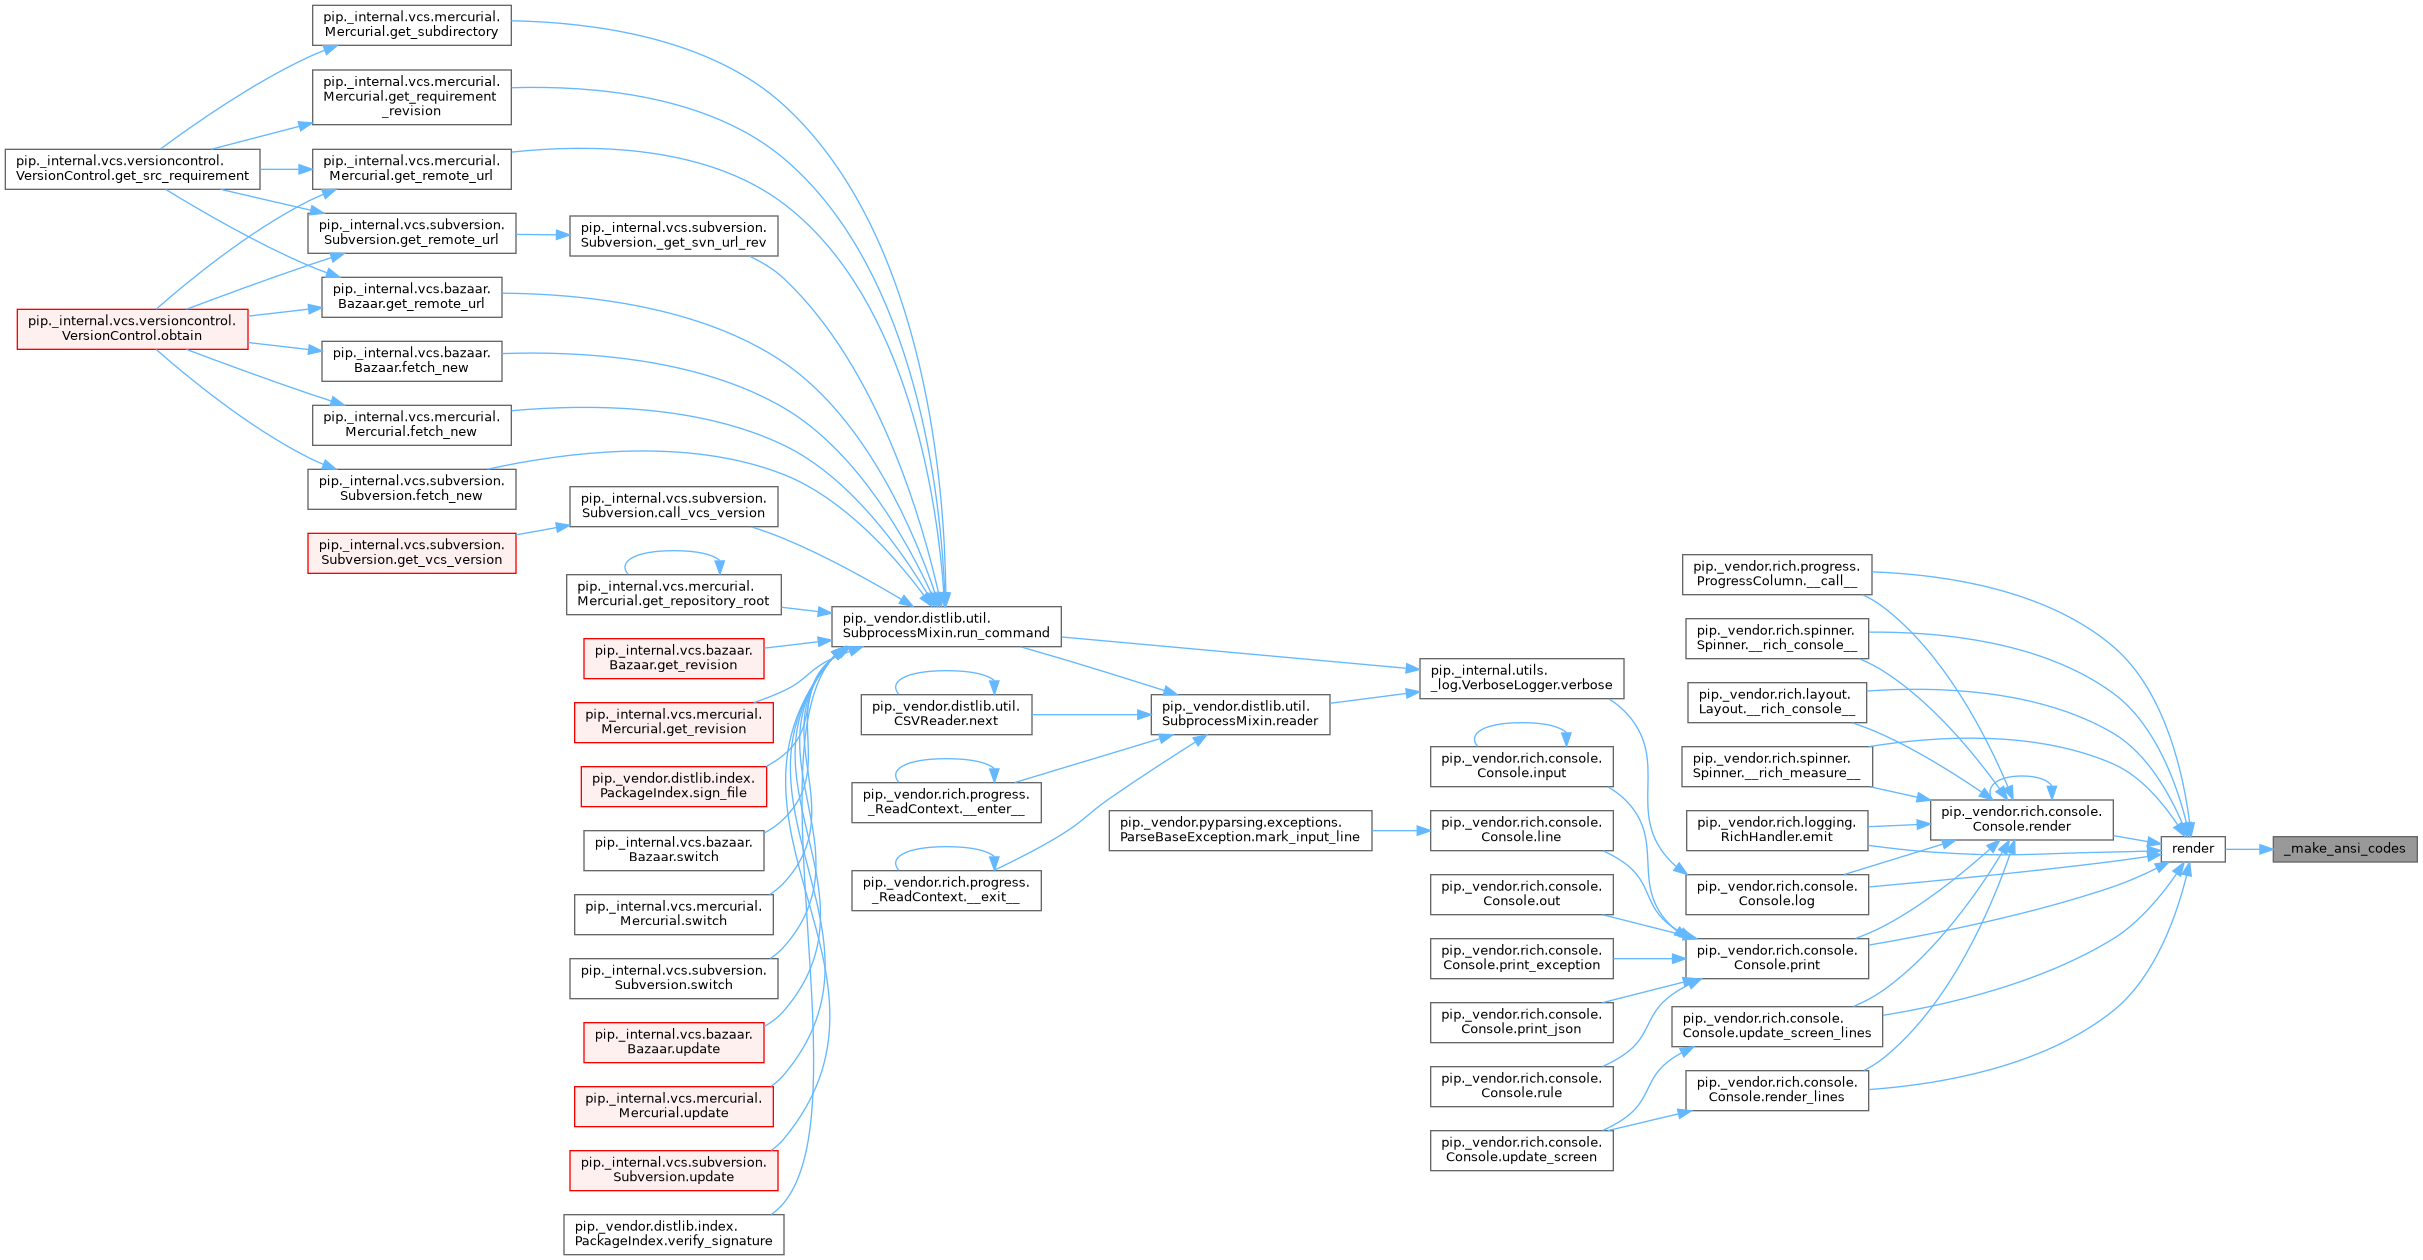 pip._internal.vcs.mercurial.
Mercurial.get_subdirectory
pip._internal.vcs.mercurial.
Mercurial.get_requirement
_revision
pip._internal.vcs.versioncontrol.
VersionControl.get_src_requirement
pip._internal.vcs.mercurial.
Mercurial.get_remote_url
pip._internal.vcs.subversion.
Subversion.get_remote_url
pip._internal.vcs.subversion.
Subversion._get_svn_url_rev
pip._internal.vcs.bazaar.
Bazaar.get_remote_url
pip._internal.vcs.versioncontrol.
VersionControl.obtain
pip._internal.vcs.bazaar.
Bazaar.fetch_new
pip._internal.vcs.mercurial.
Mercurial.fetch_new
pip._internal.vcs.subversion.
Subversion.fetch_new
pip._internal.vcs.subversion.
Subversion.call_vcs_version
pip._internal.vcs.subversion.
Subversion.get_vcs_version
pip._internal.vcs.mercurial.
Mercurial.get_repository_root
pip._internal.vcs.bazaar.
Bazaar.get_revision
pip._internal.vcs.mercurial.
Mercurial.get_revision
pip._vendor.distlib.index.
PackageIndex.sign_file
pip._internal.vcs.bazaar.
Bazaar.switch
pip._internal.vcs.mercurial.
Mercurial.switch
pip._internal.vcs.subversion.
Subversion.switch
pip._internal.vcs.bazaar.
Bazaar.update
pip._internal.vcs.mercurial.
Mercurial.update
pip._internal.vcs.subversion.
Subversion.update
pip._vendor.distlib.index.
PackageIndex.verify_signature
pip._vendor.distlib.util.
SubprocessMixin.run_command
pip._vendor.distlib.util.
CSVReader.next
pip._vendor.rich.progress.
_ReadContext.__enter__
pip._vendor.rich.progress.
_ReadContext.__exit__
pip._vendor.distlib.util.
SubprocessMixin.reader
pip._vendor.pyparsing.exceptions.
ParseBaseException.mark_input_line
pip._internal.utils.
_log.VerboseLogger.verbose
pip._vendor.rich.console.
Console.input
pip._vendor.rich.console.
Console.line
pip._vendor.rich.console.
Console.out
pip._vendor.rich.console.
Console.print_exception
pip._vendor.rich.console.
Console.print_json
pip._vendor.rich.console.
Console.rule
pip._vendor.rich.console.
Console.update_screen
pip._vendor.rich.progress.
ProgressColumn.__call__
pip._vendor.rich.spinner.
Spinner.__rich_console__
pip._vendor.rich.layout.
Layout.__rich_console__
pip._vendor.rich.spinner.
Spinner.__rich_measure__
pip._vendor.rich.logging.
RichHandler.emit
pip._vendor.rich.console.
Console.log
pip._vendor.rich.console.
Console.print
pip._vendor.rich.console.
Console.update_screen_lines
pip._vendor.rich.console.
Console.render_lines
pip._vendor.rich.console.
Console.render
render
_make_ansi_codes